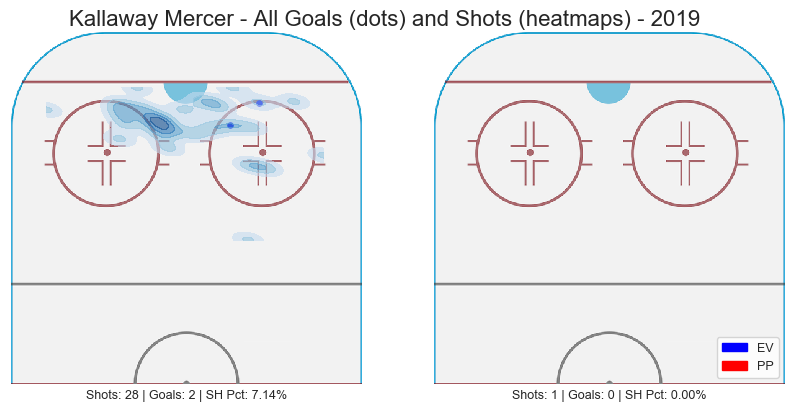 Kallaway Mercer - All Goals (dots) and Shots (heatmaps) - 2019
EV
PP
Shots: 28 | Goals: 2 | SH Pct: 7.14%
Shots: 1 | Goals: 0 | SH Pct: 0.00%